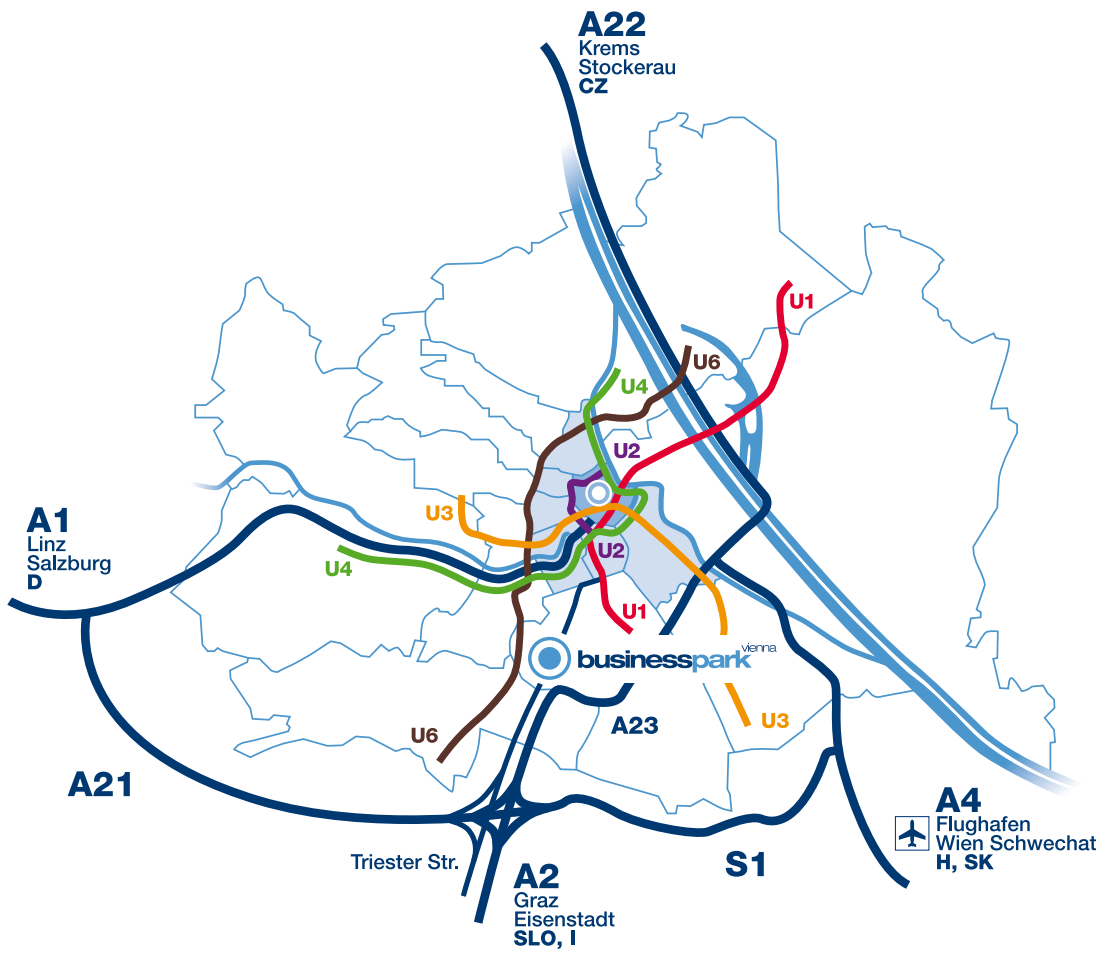 A22
Krems
Stockerau
CZ
U1
U6
U4
U2
U3
A1
Linz
Salzburg
D
U4
U2
U1
vienna
businesspark
U6
A23
U3
A21
A4
Flughafen
Wien Schwechat
H, SK
Triester Str.
S1
A2
Graz
Eisenstadt
SLO, I